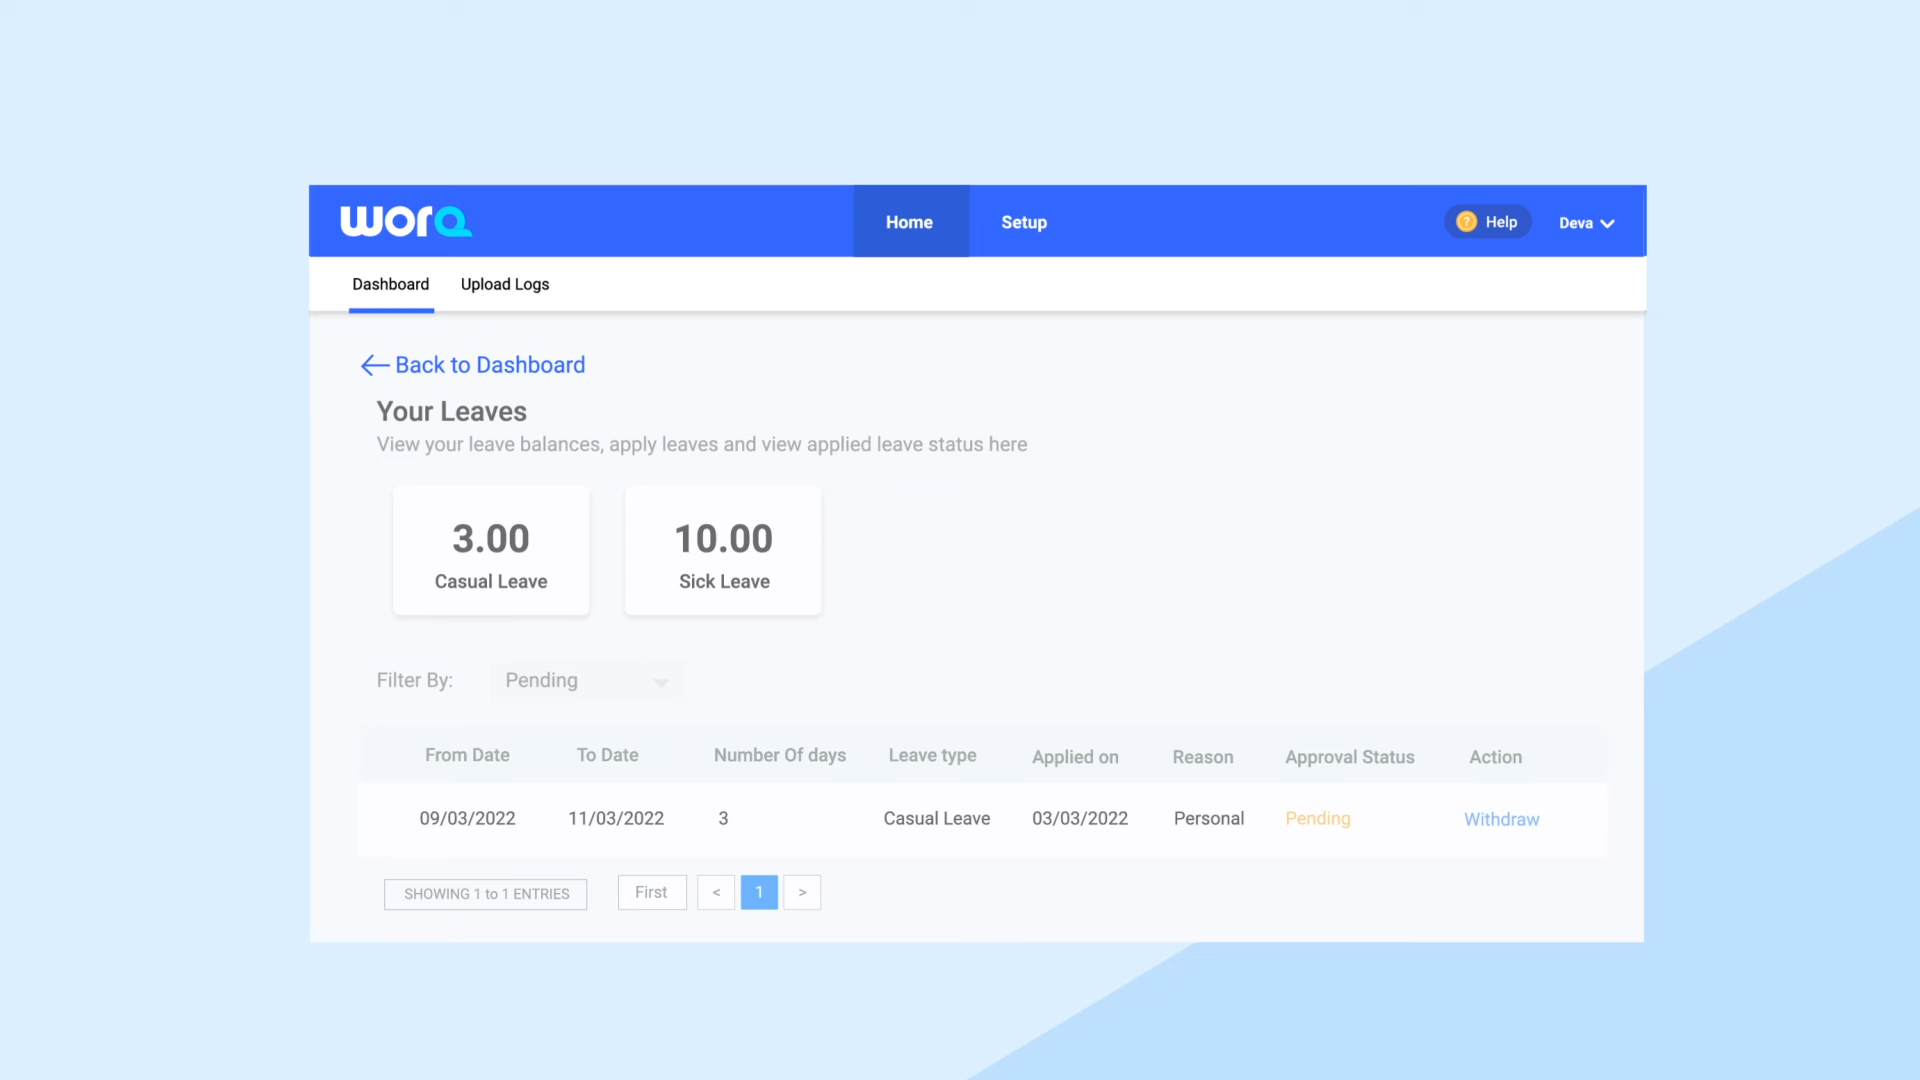 worq
Home Setup ? Help Deva
Dashboard Upload Logs
Back to Dashboard
Your Leaves
View your leave balances, apply leaves and view applied leave status here
3.00 10.00
Casual Leave Sick Leave
Filter By: Pending
From Date To Date Number Of days Leave type Applied on Reason Approval Status Action
09/03/2022 11/03/2022 3 Casual Leave 03/03/2022 Personal Pending Withdraw
SHOWING 1 to 1 ENTRIES First < 1 >